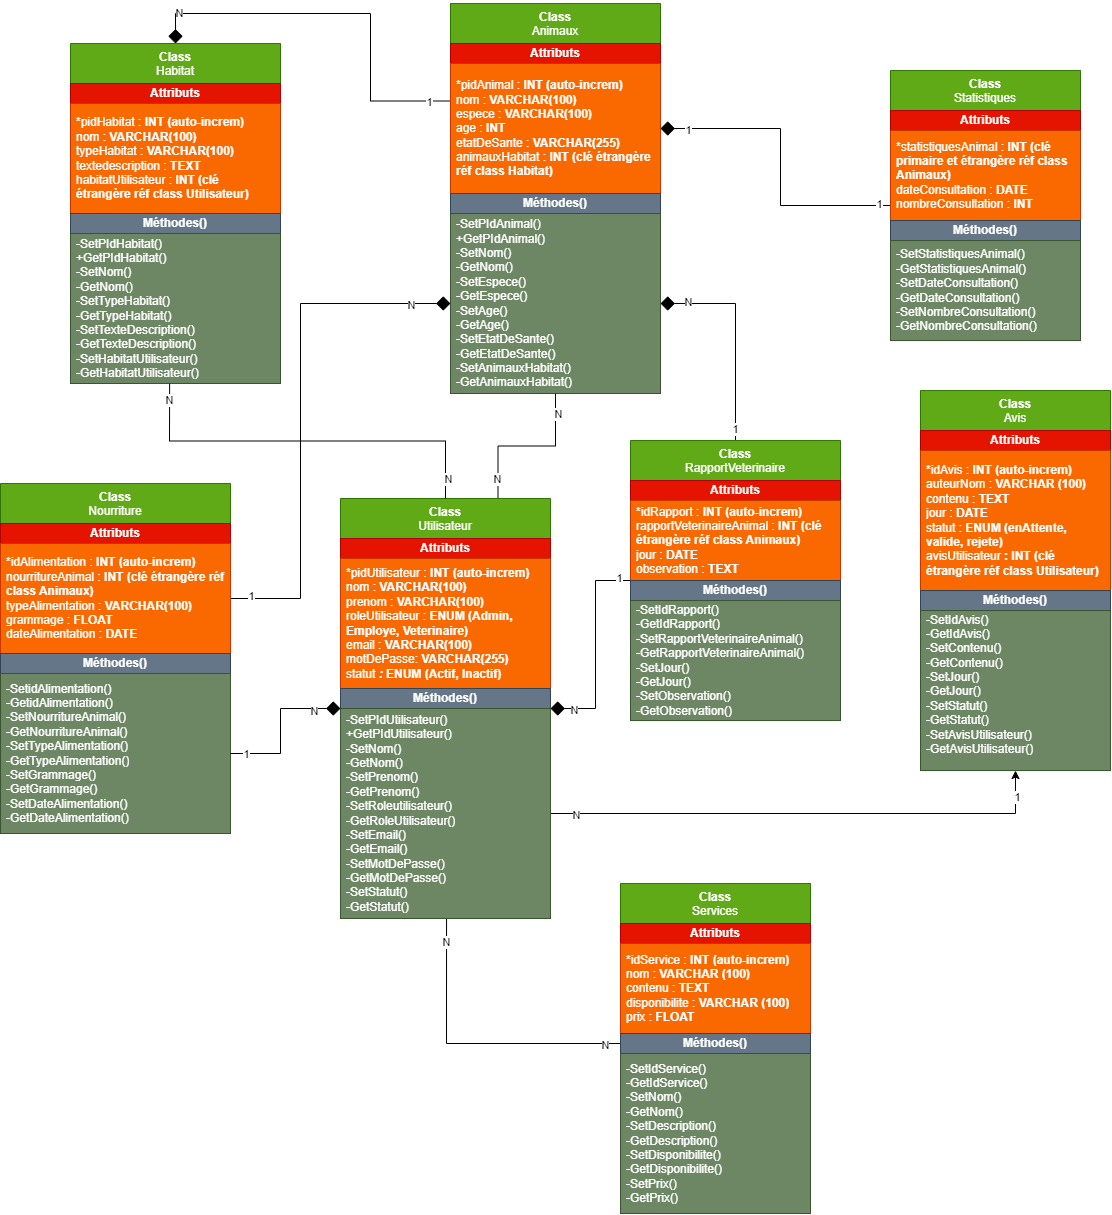 Class
Habitat
Attributs
*pidHabitat : INT (auto-increm)
nom : VARCHAR(100)
typeHabitat : VARCHAR(100)
textedescription : TEXT
habitatUtilisateur : INT (clé
étrangère réf class Utilisateur)
Méthodes()
-SetPIdHabitat()
+GetPIdHabitat()
-SetNom()
-GetNom()
-SetTypeHabitat()
-GetTypeHabitat()
-SetTexteDescription()
-GetTexteDescription()
-SetHabitatUtilisateur()
-GetHabitatUtilisateur()
N
1
Class
Animaux
Attributs
*pidAnimal : INT (auto-increm)
nom : VARCHAR(100)
espece : VARCHAR(100)
age : INT
etatDeSante : VARCHAR(255)
animauxHabitat : INT (clé étrangère
réf class Habitat)
Méthodes()
-SetPIdAnimal()
+GetPIdAnimal()
-SetNom()
-GetNom()
-SetEspece()
-GetEspece()
-SetAge()
-GetAge()
-SetEtatDeSante()
-GetEtatDeSante()
-SetAnimauxHabitat()
-GetAnimauxHabitat()
1
1
Class
Statistiques
Attributs
*statistiquesAnimal : INT (clé
primaire et étrangère réf class
Animaux)
dateConsultation : DATE
nombreConsultation : INT
Méthodes()
-SetStatistiquesAnimal()
-GetStatistiquesAnimal()
-SetDateConsultation()
-GetDateConsultation()
-SetNombreConsultation()
-GetNombreConsultation()
N
N
N
N
N
N
1
1
Class
Nourriture
Attributs
*idAlimentation : INT (auto-increm)
nourritureAnimal : INT (clé étrangère réf
class Animaux)
typeAlimentation : VARCHAR(100)
grammage : FLOAT
dateAlimentation : DATE
Méthodes()
-SetidAlimentation()
-GetidAlimentation()
-SetNourritureAnimal()
-GetNourritureAnimal()
-SetTypeAlimentation()
-GetTypeAlimentation()
-SetGrammage()
-GetGrammage()
-SetDateAlimentation()
-GetDateAlimentation()
N
1
Class
Utilisateur
Attributs
*pidUtilisateur : INT (auto-increm)
nom : VARCHAR(100)
prenom : VARCHAR(100)
roleUtilisateur : ENUM (Admin,
Employe, Veterinaire)
email : VARCHAR(100)
motDePasse: VARCHAR(255)
statut : ENUM (Actif, Inactif)
Méthodes()
-SetPIdUtilisateur()
+GetPIdUtilisateur()
-SetNom()
-GetNom()
-SetPrenom()
-GetPrenom()
-SetRoleutilisateur()
-GetRoleUtilisateur()
-SetEmail()
-GetEmail()
-SetMotDePasse()
-GetMotDePasse()
-SetStatut()
-GetStatut()
1
N
Class
RapportVeterinaire
Attributs
*idRapport : INT (auto-increm)
rapportVeterinaireAnimal : INT (clé
étrangère réf class Animaux)
jour : DATE
observation : TEXT
Méthodes()
-SetIdRapport()
-GetIdRapport()
-SetRapportVeterinaireAnimal()
-GetRapportVeterinaireAnimal()
-SetJour()
-GetJour()
-SetObservation()
-GetObservation()
Class
Avis
Attributs
*idAvis : INT (auto-increm)
auteurNom : VARCHAR (100)
contenu : TEXT
jour : DATE
statut : ENUM (enAttente,
valide, rejete)
avisUtilisateur : INT (clé
étrangère réf class Utilisateur)
Méthodes()
-SetIdAvis()
-GetIdAvis()
-SetContenu()
-GetContenu()
-SetJour()
-GetJour()
-SetStatut()
-GetStatut()
-SetAvisUtilisateur()
-GetAvisUtilisateur()
1
N
N
N
Class
Services
Attributs
*idService : INT (auto-increm)
nom : VARCHAR (100)
contenu : TEXT
disponibilite : VARCHAR (100)
prix : FLOAT
Méthodes()
-SetIdService()
-GetIdService()
-SetNom()
-GetNom()
-SetDescription()
-GetDescription()
-SetDisponibilite()
-GetDisponibilite()
-SetPrix()
-GetPrix()